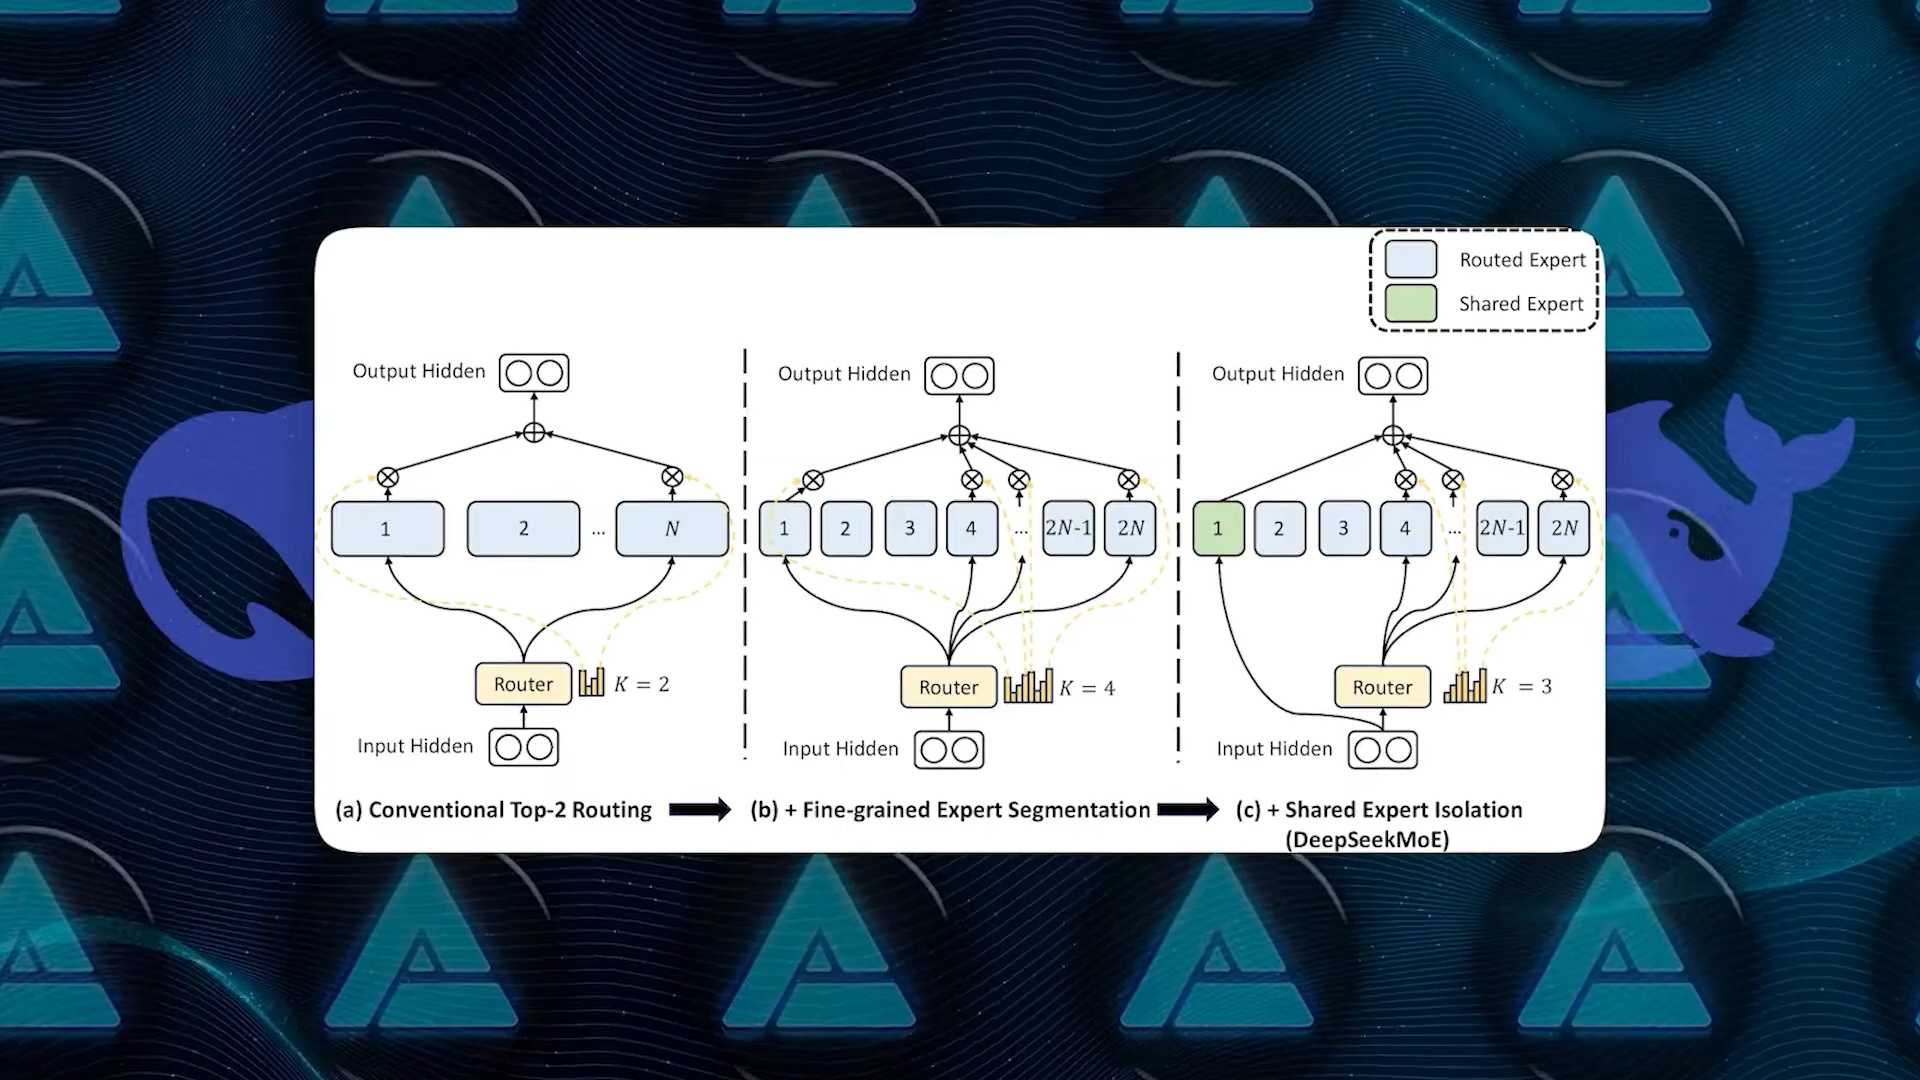 Routed Expert
Shared Expert
Output Hidden
1
2
...
N
Router
K = 2
Input Hidden
(a) Conventional Top-2 Routing
Output Hidden
1
2
3
4
...
2N-1
2N
Router
K = 4
Input Hidden
(b) + Fine-grained Expert Segmentation
Output Hidden
1
2
3
4
...
2N-1
2N
Router
K = 3
Input Hidden
(c) + Shared Expert Isolation
(DeepSeekMoE)